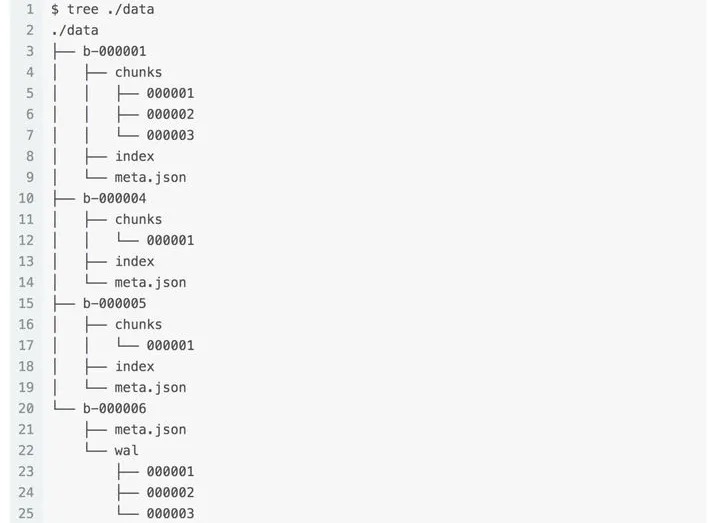 1 $ tree ./data
2 ./data
3 ├── b-000001
4 │   ├── chunks
5 │   │   ├── 000001
6 │   │   ├── 000002
7 │   │   └── 000003
8 │   ├── index
9 │   └── meta.json
10 ├── b-000004
11 │   ├── chunks
12 │   │   └── 000001
13 │   ├── index
14 │   └── meta.json
15 ├── b-000005
16 │   ├── chunks
17 │   │   └── 000001
18 │   ├── index
19 │   └── meta.json
20 └── b-000006
21     ├── meta.json
22     └── wal
23         ├── 000001
24         ├── 000002
25         └── 000003